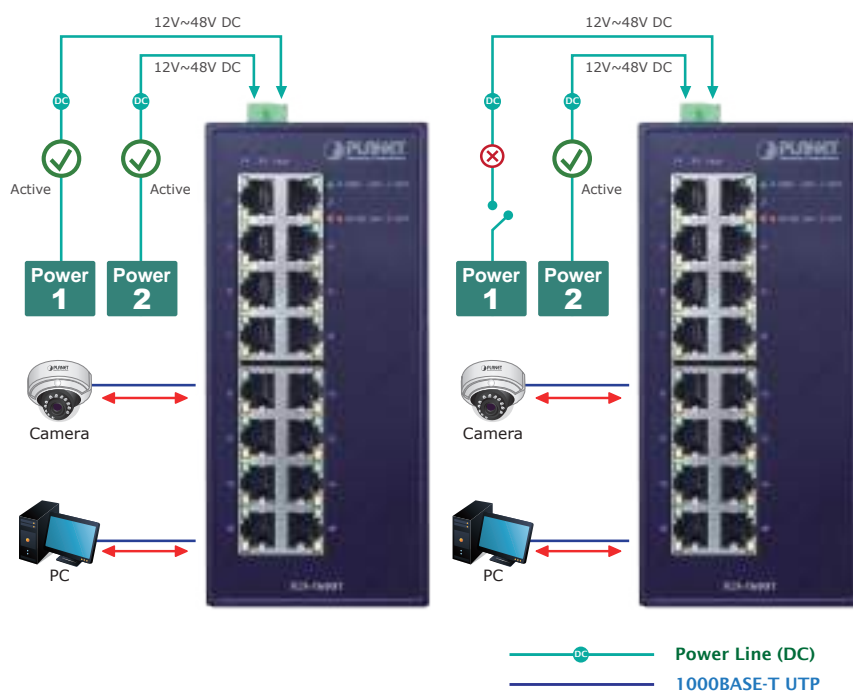 12V~48V DC
12V~48V DC
DC
DC
Active
Active
Power
1
Power
2
PLANET
Camera
PC
12V~48V DC
12V~48V DC
DC
DC
Active
Power
1
Power
2
PLANET
Camera
PC
DC
Power Line (DC)
1000BASE-T UTP